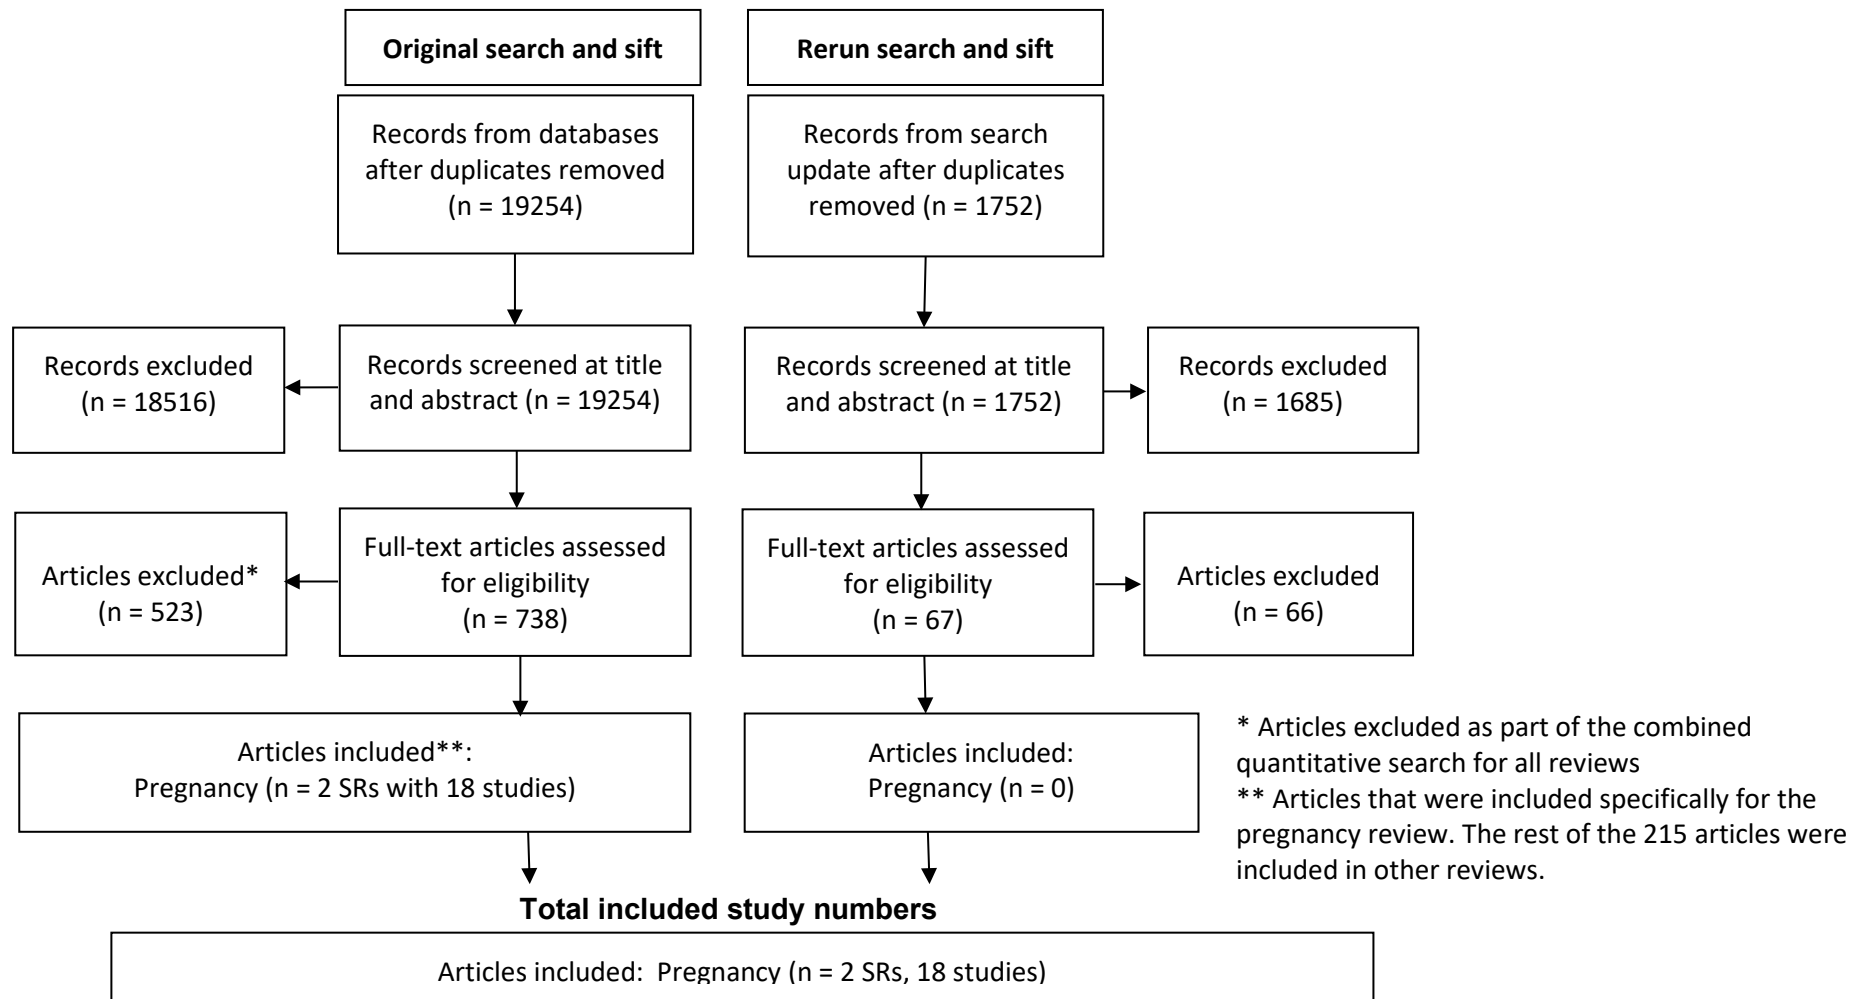 Original search and sift
Rerun search and sift
Records from databases
after duplicates removed
(n = 19254)
Records from search
update after duplicates
removed (n = 1752)
Records excluded
(n = 18516)
Records screened at title
and abstract (n = 19254)
Records screened at title
and abstract (n = 1752)
Records excluded
(n = 1685)
Articles excluded*
(n = 523)
Full-text articles assessed
for eligibility
(n = 738)
Full-text articles assessed
for eligibility
(n = 67)
Articles excluded
(n = 66)
Articles included**:
Pregnancy (n = 2 SRs with 18 studies)
Articles included:
Pregnancy (n = 0)
* Articles excluded as part of the combined
quantitative search for all reviews
** Articles that were included specifically for the
pregnancy review. The rest of the 215 articles were
included in other reviews.
Total included study numbers
Articles included:  Pregnancy (n = 2 SRs, 18 studies)